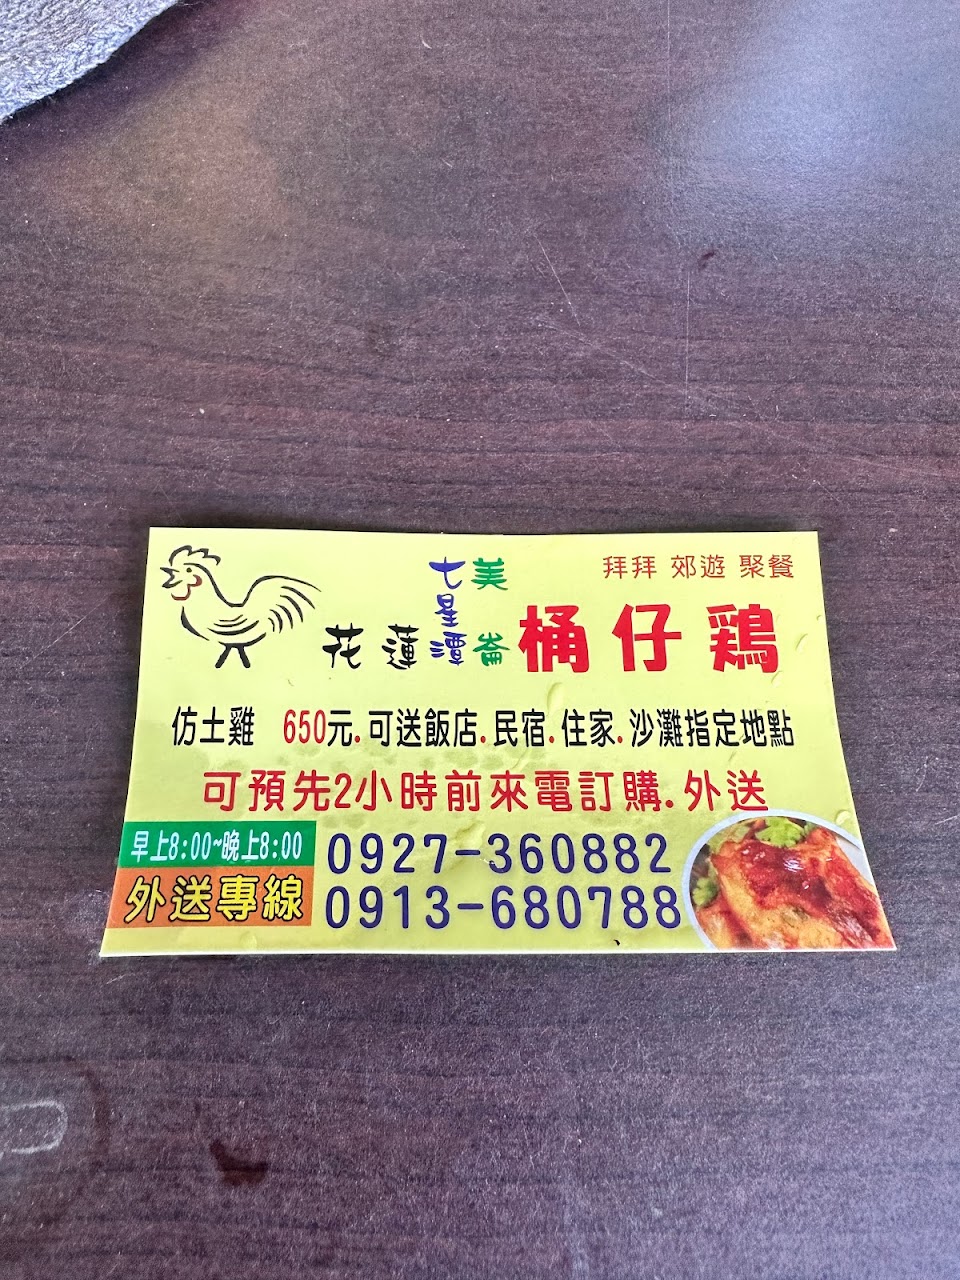 拜拜 郊遊 聚餐
花蓮七星潭美崙桶仔鷄
仿土雞 650元.可送飯店.民宿.住家.沙灘指定地點
可預先2小時前來電訂購.外送
早上8:00~晚上8:00
外送專線
0927-360882
0913-680788